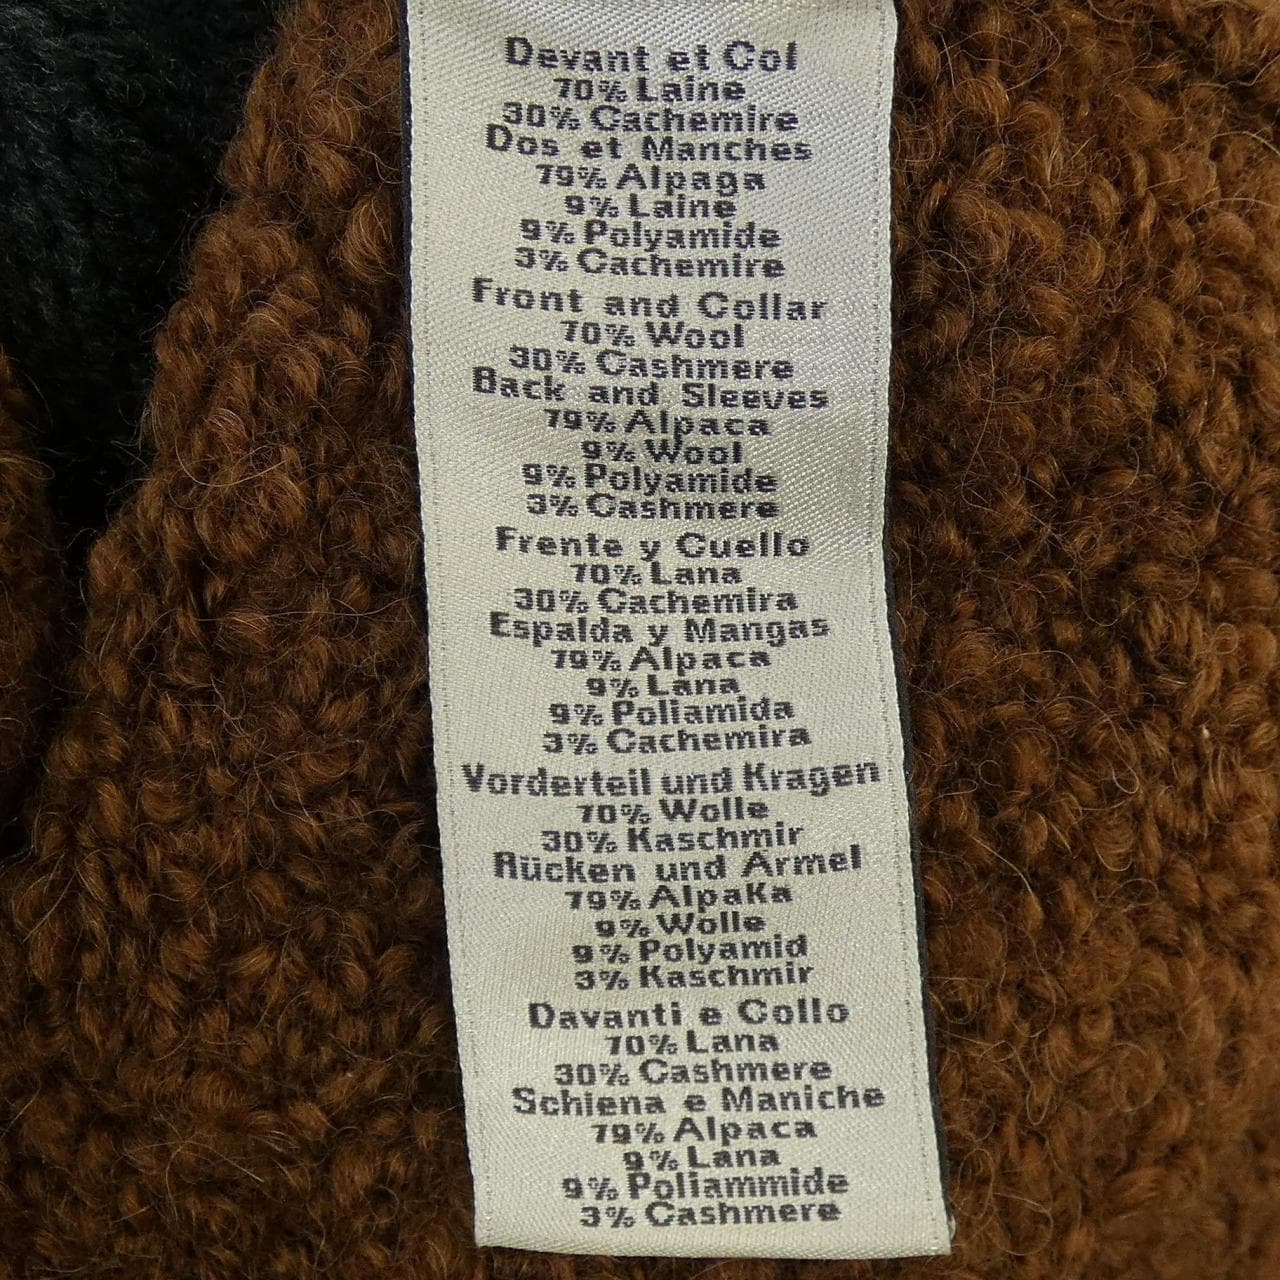 Devant et Col
70% Laine
30% Cachemire
Dos et Manches
79% Alpaga
9% Laine
9% Polyamide
3% Cachemire
Front and Collar
70% Wool
30% Cashmere
Back and Sleeves
79% Alpaca
9% Wool
9% Polyamide
3% Cashmere
Frente y Cuello
70% Lana
30% Cachemira
Espalda y Mangas
79% Alpaca
9% Lana
9% Poliamida
3% Cachemira
Vorderteil und Kragen
70% Wolle
30% Kaschmir
Rücken und Armel
79% AlpaKa
9% Wolle
9% Polyamid
3% Kaschmir
Davanti e Collo
70% Lana
30% Cashmere
Schiena e Maniche
79% Alpaca
9% Lana
9% Poliammide
3% Cashmere